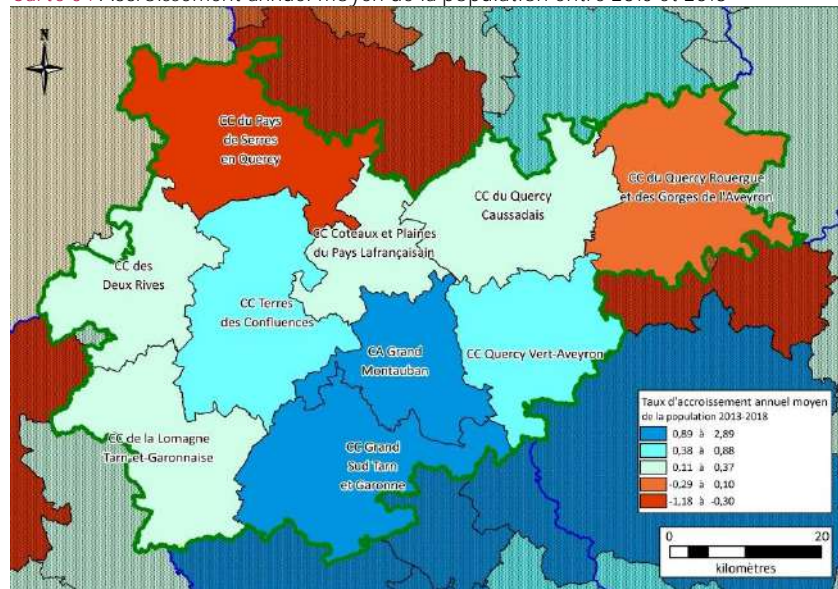 N
CC du Pays
de Serres
en Quercy
CC du Quercy
Caussadais
CC du Quercy Rouergue
et des Gorges de l'Aveyron
CC Coteaux et Plaines
du Pays Lafrançaisain
CC des
Deux Rives
CC Terres
des Confluences
CA Grand
Montauban
CC Quercy Vert-Aveyron
CC de la Lomagne
Tarn-et-Garonnaise
CC Grand
Sud Tarn
et Garonne
Taux d'accroissement annuel moyen
de la population 2013-2018
0,89 à 2,89
0,38 à 0,88
0,11 à 0,37
-0,29 à 0,10
-1,18 à -0,30
0 20
kilomètres